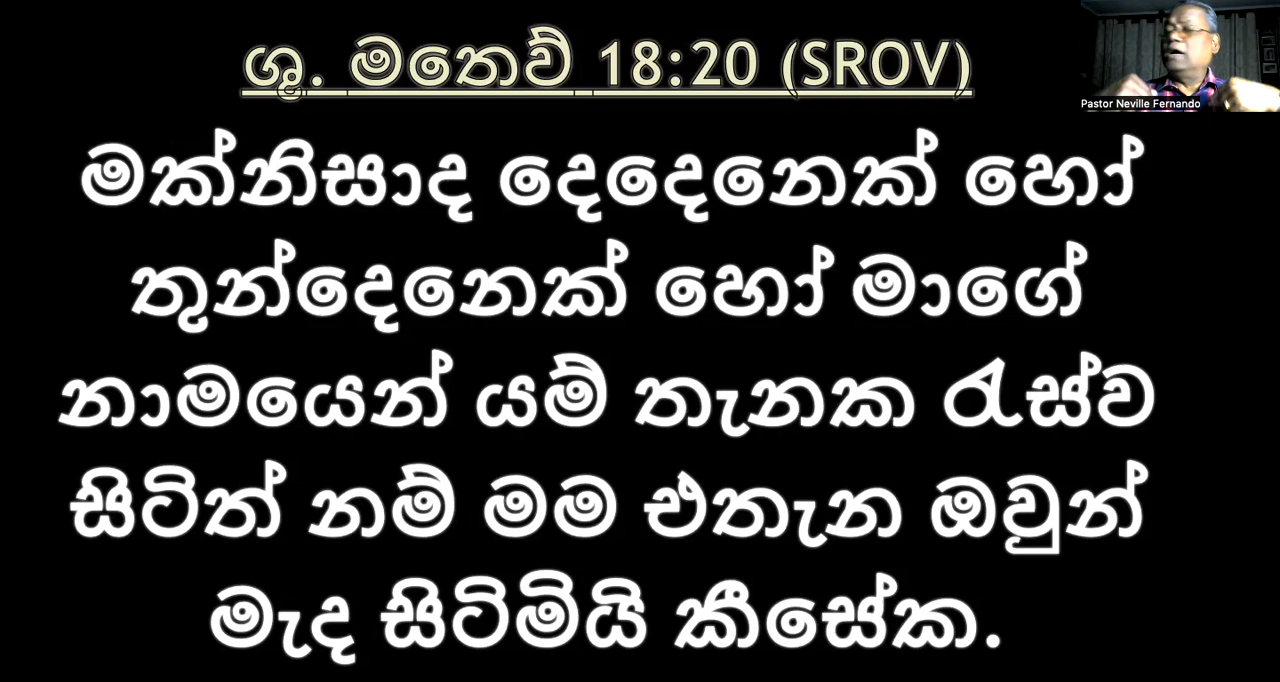 ශු. මතෙව් 18:20 (SROV)
Pastor Neville Fernando
මක්නිසාද දෙදෙනෙක් හෝ
තුන්දෙනෙක් හෝ මාගේ
නාමයෙන් යම් තැනක රැස්ව
සිටිත් නම් මම එතැන ඔවුන්
මැද සිටිමියි කීසේක.